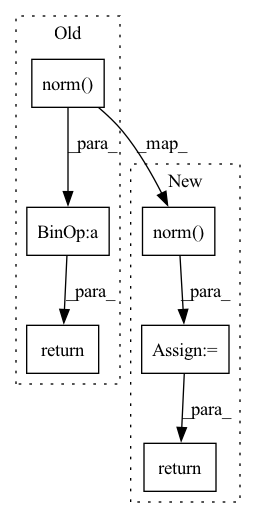 Old
norm()
_para_
_map_
New
BinOp:a
norm()
_para_
_para_
return
Assign:=
_para_
return